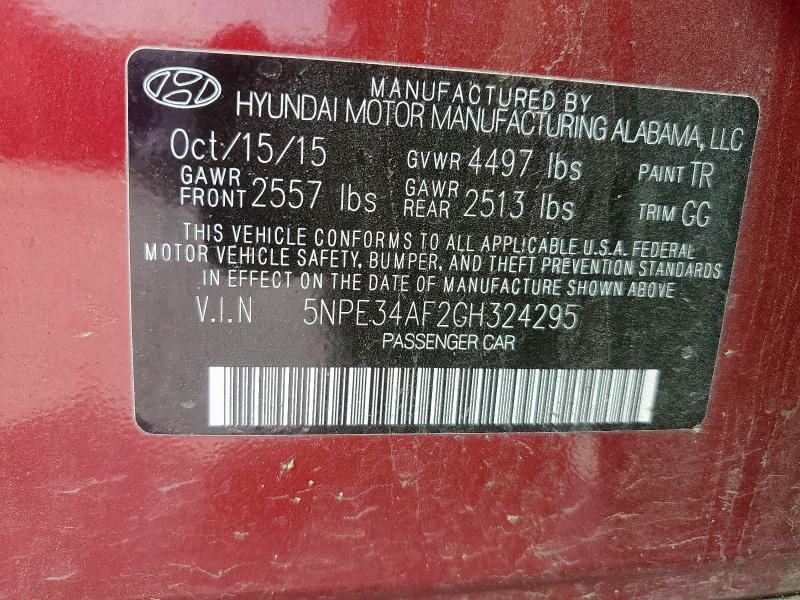 MANUFACTURED BY
HYUNDAI MOTOR MANUFACTURING ALABAMA, LLC
Oct/15/15 GVWR 4497 lbs PAINT TR
GAWR FRONT 2557 lbs GAWR REAR 2513 lbs TRIM GG
THIS VEHICLE CONFORMS TO ALL APPLICABLE U.S.A. FEDERAL
MOTOR VEHICLE SAFETY, BUMPER, AND THEFT PREVENTION STANDARDS
IN EFFECT ON THE DATE OF MANUFACTURE SHOWN ABOVE
V.I.N 5NPE34AF2GH324295
PASSENGER CAR